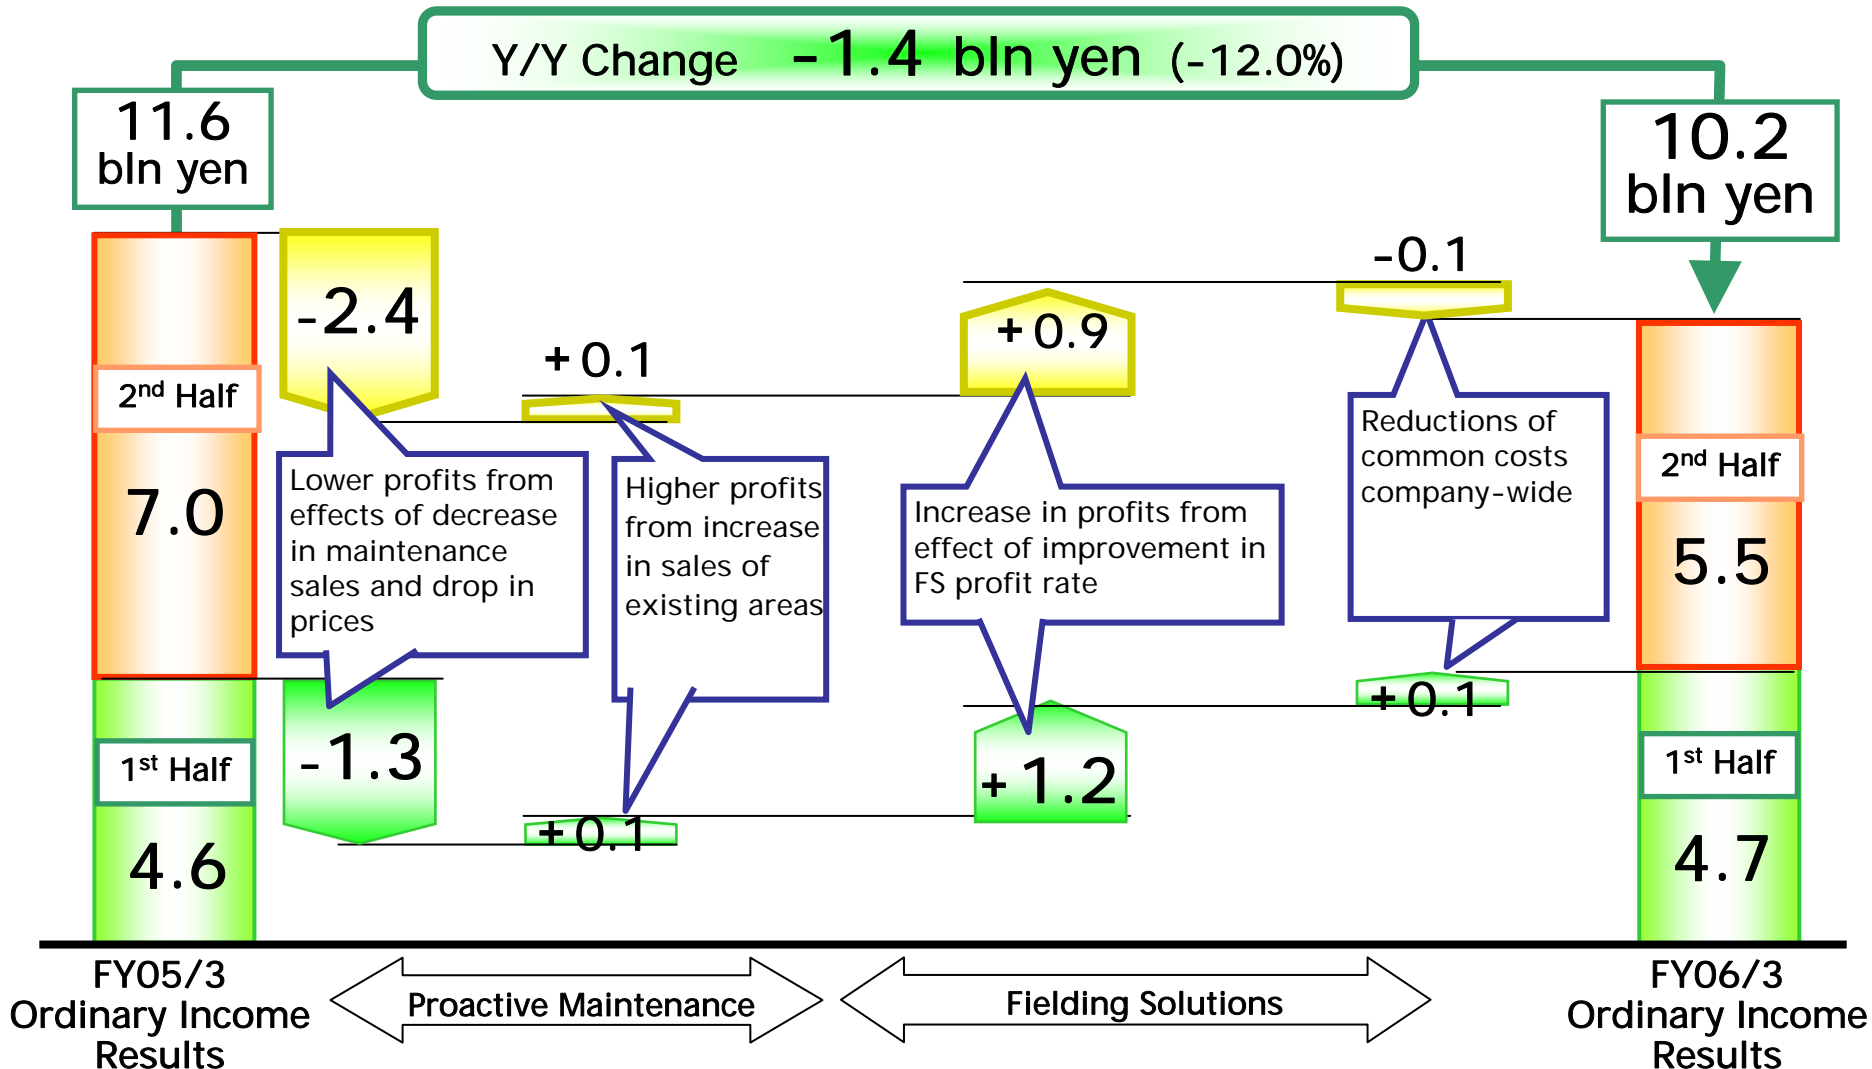 Y/Y Change -1.4 bln yen (-12.0%)
11.6
bln yen
10.2
bln yen
-2.4
+0.1
+0.9
-0.1
2nd Half
7.0
Lower profits from
effects of decrease
in maintenance
sales and drop in
prices
Higher profits
from increase
in sales of
existing areas
Increase in profits from
effect of improvement in
FS profit rate
Reductions of
common costs
company-wide
2nd Half
5.5
1st Half
4.6
-1.3
+0.1
+1.2
+0.1
1st Half
4.7
FY05/3
Ordinary Income
Results
Proactive Maintenance
Fielding Solutions
FY06/3
Ordinary Income
Results